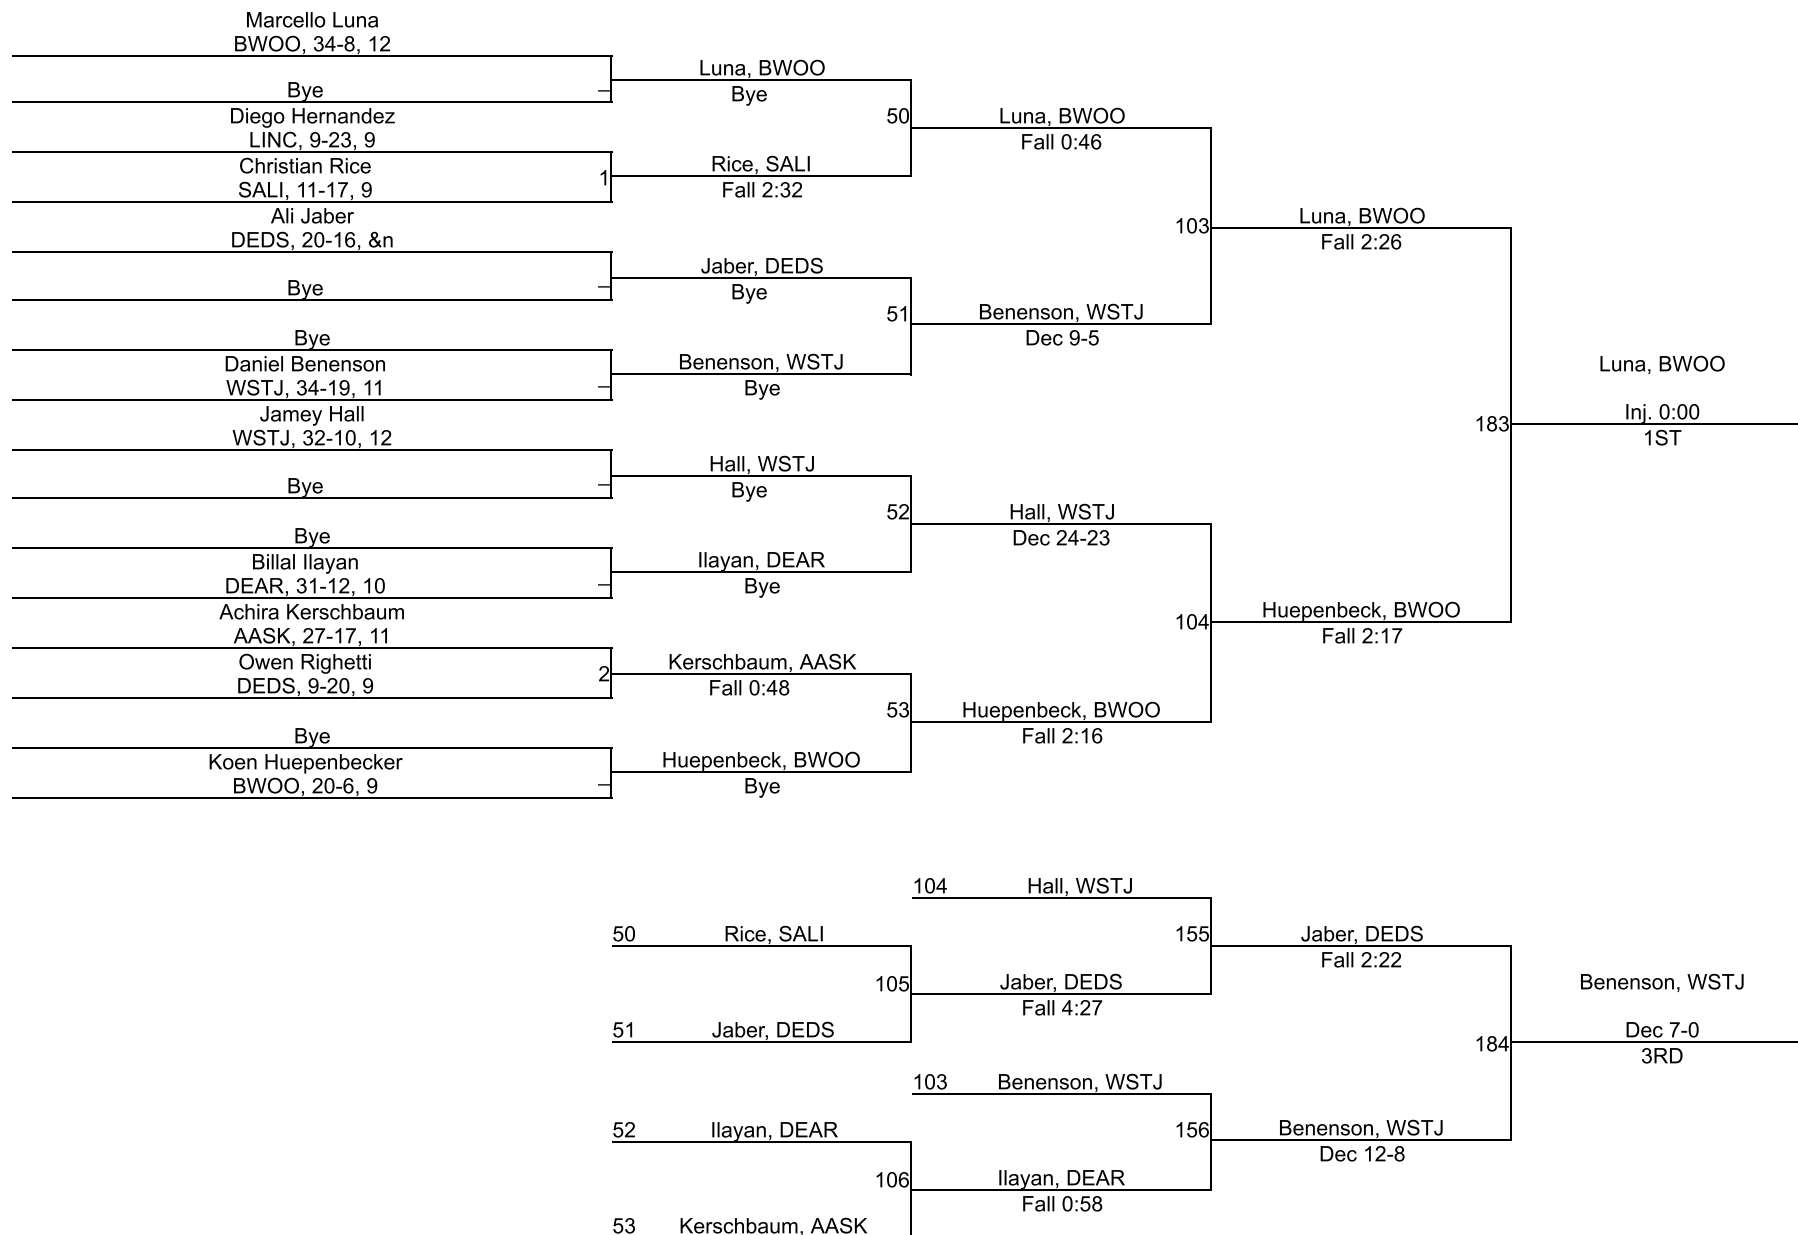 Marcello Luna
BWOO, 34-8, 12
Bye
Diego Hernandez
LINC, 9-23, 9
Christian Rice
SALI, 11-17, 9
1
Ali Jaber
DEDS, 20-16, &n
Bye
Bye
Daniel Benenson
WSTJ, 34-19, 11
Jamey Hall
WSTJ, 32-10, 12
Bye
Bye
Billal Ilayan
DEAR, 31-12, 10
Achira Kerschbaum
AASK, 27-17, 11
Owen Righetti
DEDS, 9-20, 9
2
Bye
Koen Huepenbecker
BWOO, 20-6, 9
Luna, BWOO
Bye
50
Rice, SALI
Fall 2:32
Jaber, DEDS
Bye
51
Benenson, WSTJ
Bye
Hall, WSTJ
Bye
52
Ilayan, DEAR
Bye
Kerschbaum, AASK
Fall 0:48
53
Huepenbeck, BWOO
Bye
Luna, BWOO
Fall 0:46
103
Benenson, WSTJ
Dec 9-5
Hall, WSTJ
Dec 24-23
104
Huepenbeck, BWOO
Fall 2:16
Luna, BWOO
Fall 2:26
183
Huepenbeck, BWOO
Fall 2:17
Luna, BWOO
Inj. 0:00
1ST
104 Hall, WSTJ
50 Rice, SALI
155
105
Jaber, DEDS
Fall 4:27
51 Jaber, DEDS
Jaber, DEDS
Fall 2:22
103 Benenson, WSTJ
52 Ilayan, DEAR
156
106
Ilayan, DEAR
Fall 0:58
53 Kerschbaum, AASK
Benenson, WSTJ
Dec 12-8
184
Benenson, WSTJ
Dec 7-0
3RD